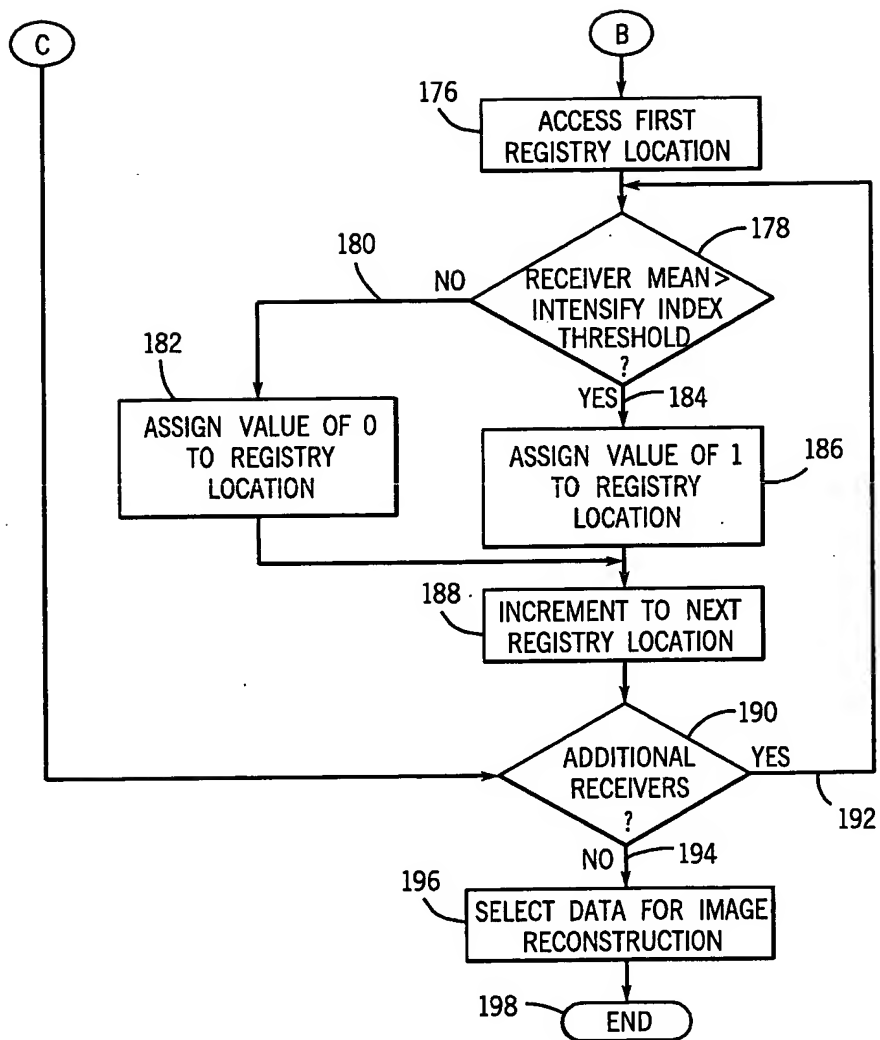 C
B
176
ACCESS FIRST
REGISTRY LOCATION
178
180
NO
RECEIVER MEAN >
INTENSIFY INDEX
THRESHOLD
?
182
YES
184
ASSIGN VALUE OF 0
TO REGISTRY
LOCATION
ASSIGN VALUE OF 1
TO REGISTRY
LOCATION
186
188
INCREMENT TO NEXT
REGISTRY LOCATION
190
ADDITIONAL
RECEIVERS
?
YES
192
NO
194
196
SELECT DATA FOR IMAGE
RECONSTRUCTION
198
END